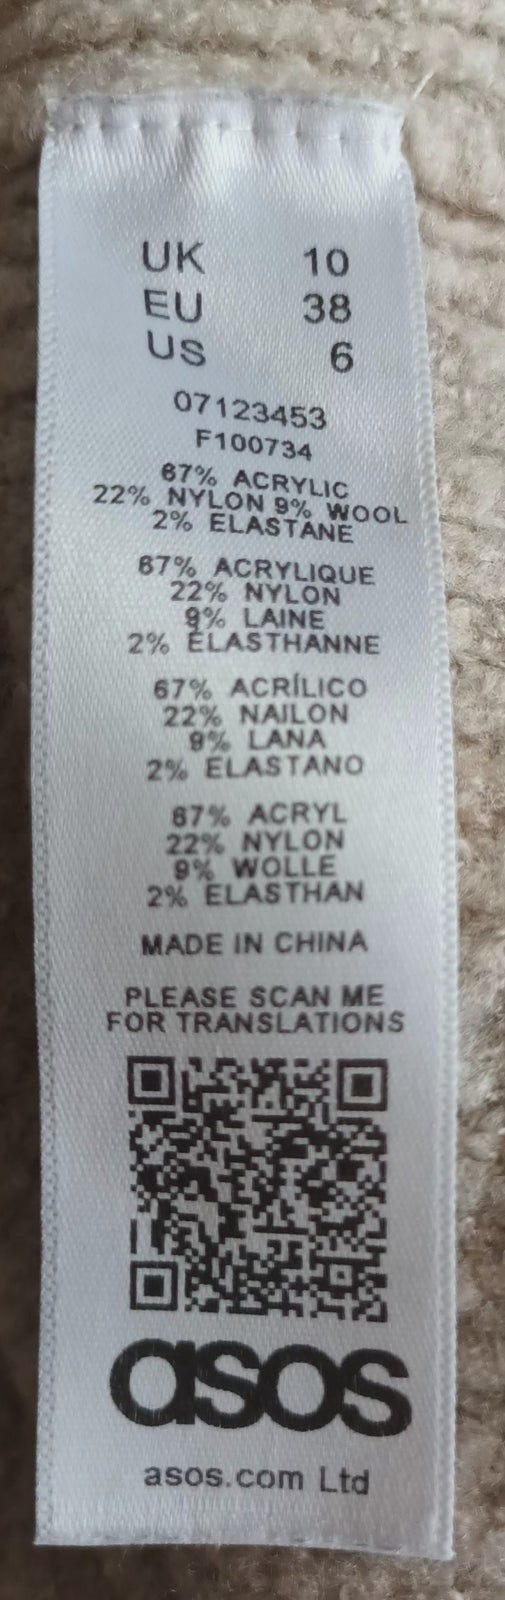 UK 10
EU 38
US 6
07123453
F100734
67% ACRYLIC
22% NYLON 9% WOOL
2% ELASTANE
67% ACRYLIQUE
22% NYLON
9% LAINE
2% ÉLASTHANNE
67% ACRÍLICO
22% NAILON
9% LANA
2% ELASTANO
67% ACRYL
22% NYLON
9% WOLLE
2% ELASTHAN
MADE IN CHINA
PLEASE SCAN ME
FOR TRANSLATIONS
asos
asos.com Ltd